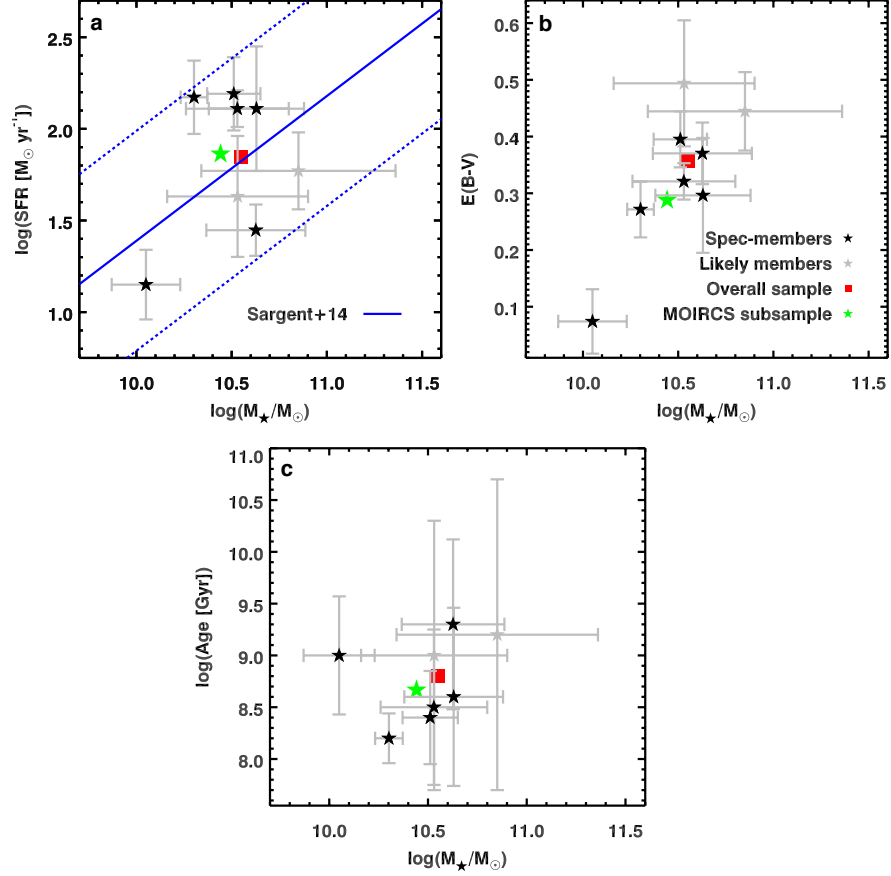 a
2.5
2.0
1.5
1.0
log(SFR [M☉ yr⁻¹])
Sargent+14
10.0 10.5 11.0 11.5
log(M★/M☉)
b
0.6
0.5
0.4
0.3
0.2
0.1
E(B-V)
Spec-members
Likely members
Overall sample
MOIRCS subsample
10.0 10.5 11.0 11.5
log(M★/M☉)
c
11.0
10.5
10.0
9.5
9.0
8.5
8.0
log(Age [Gyr])
10.0 10.5 11.0 11.5
log(M★/M☉)